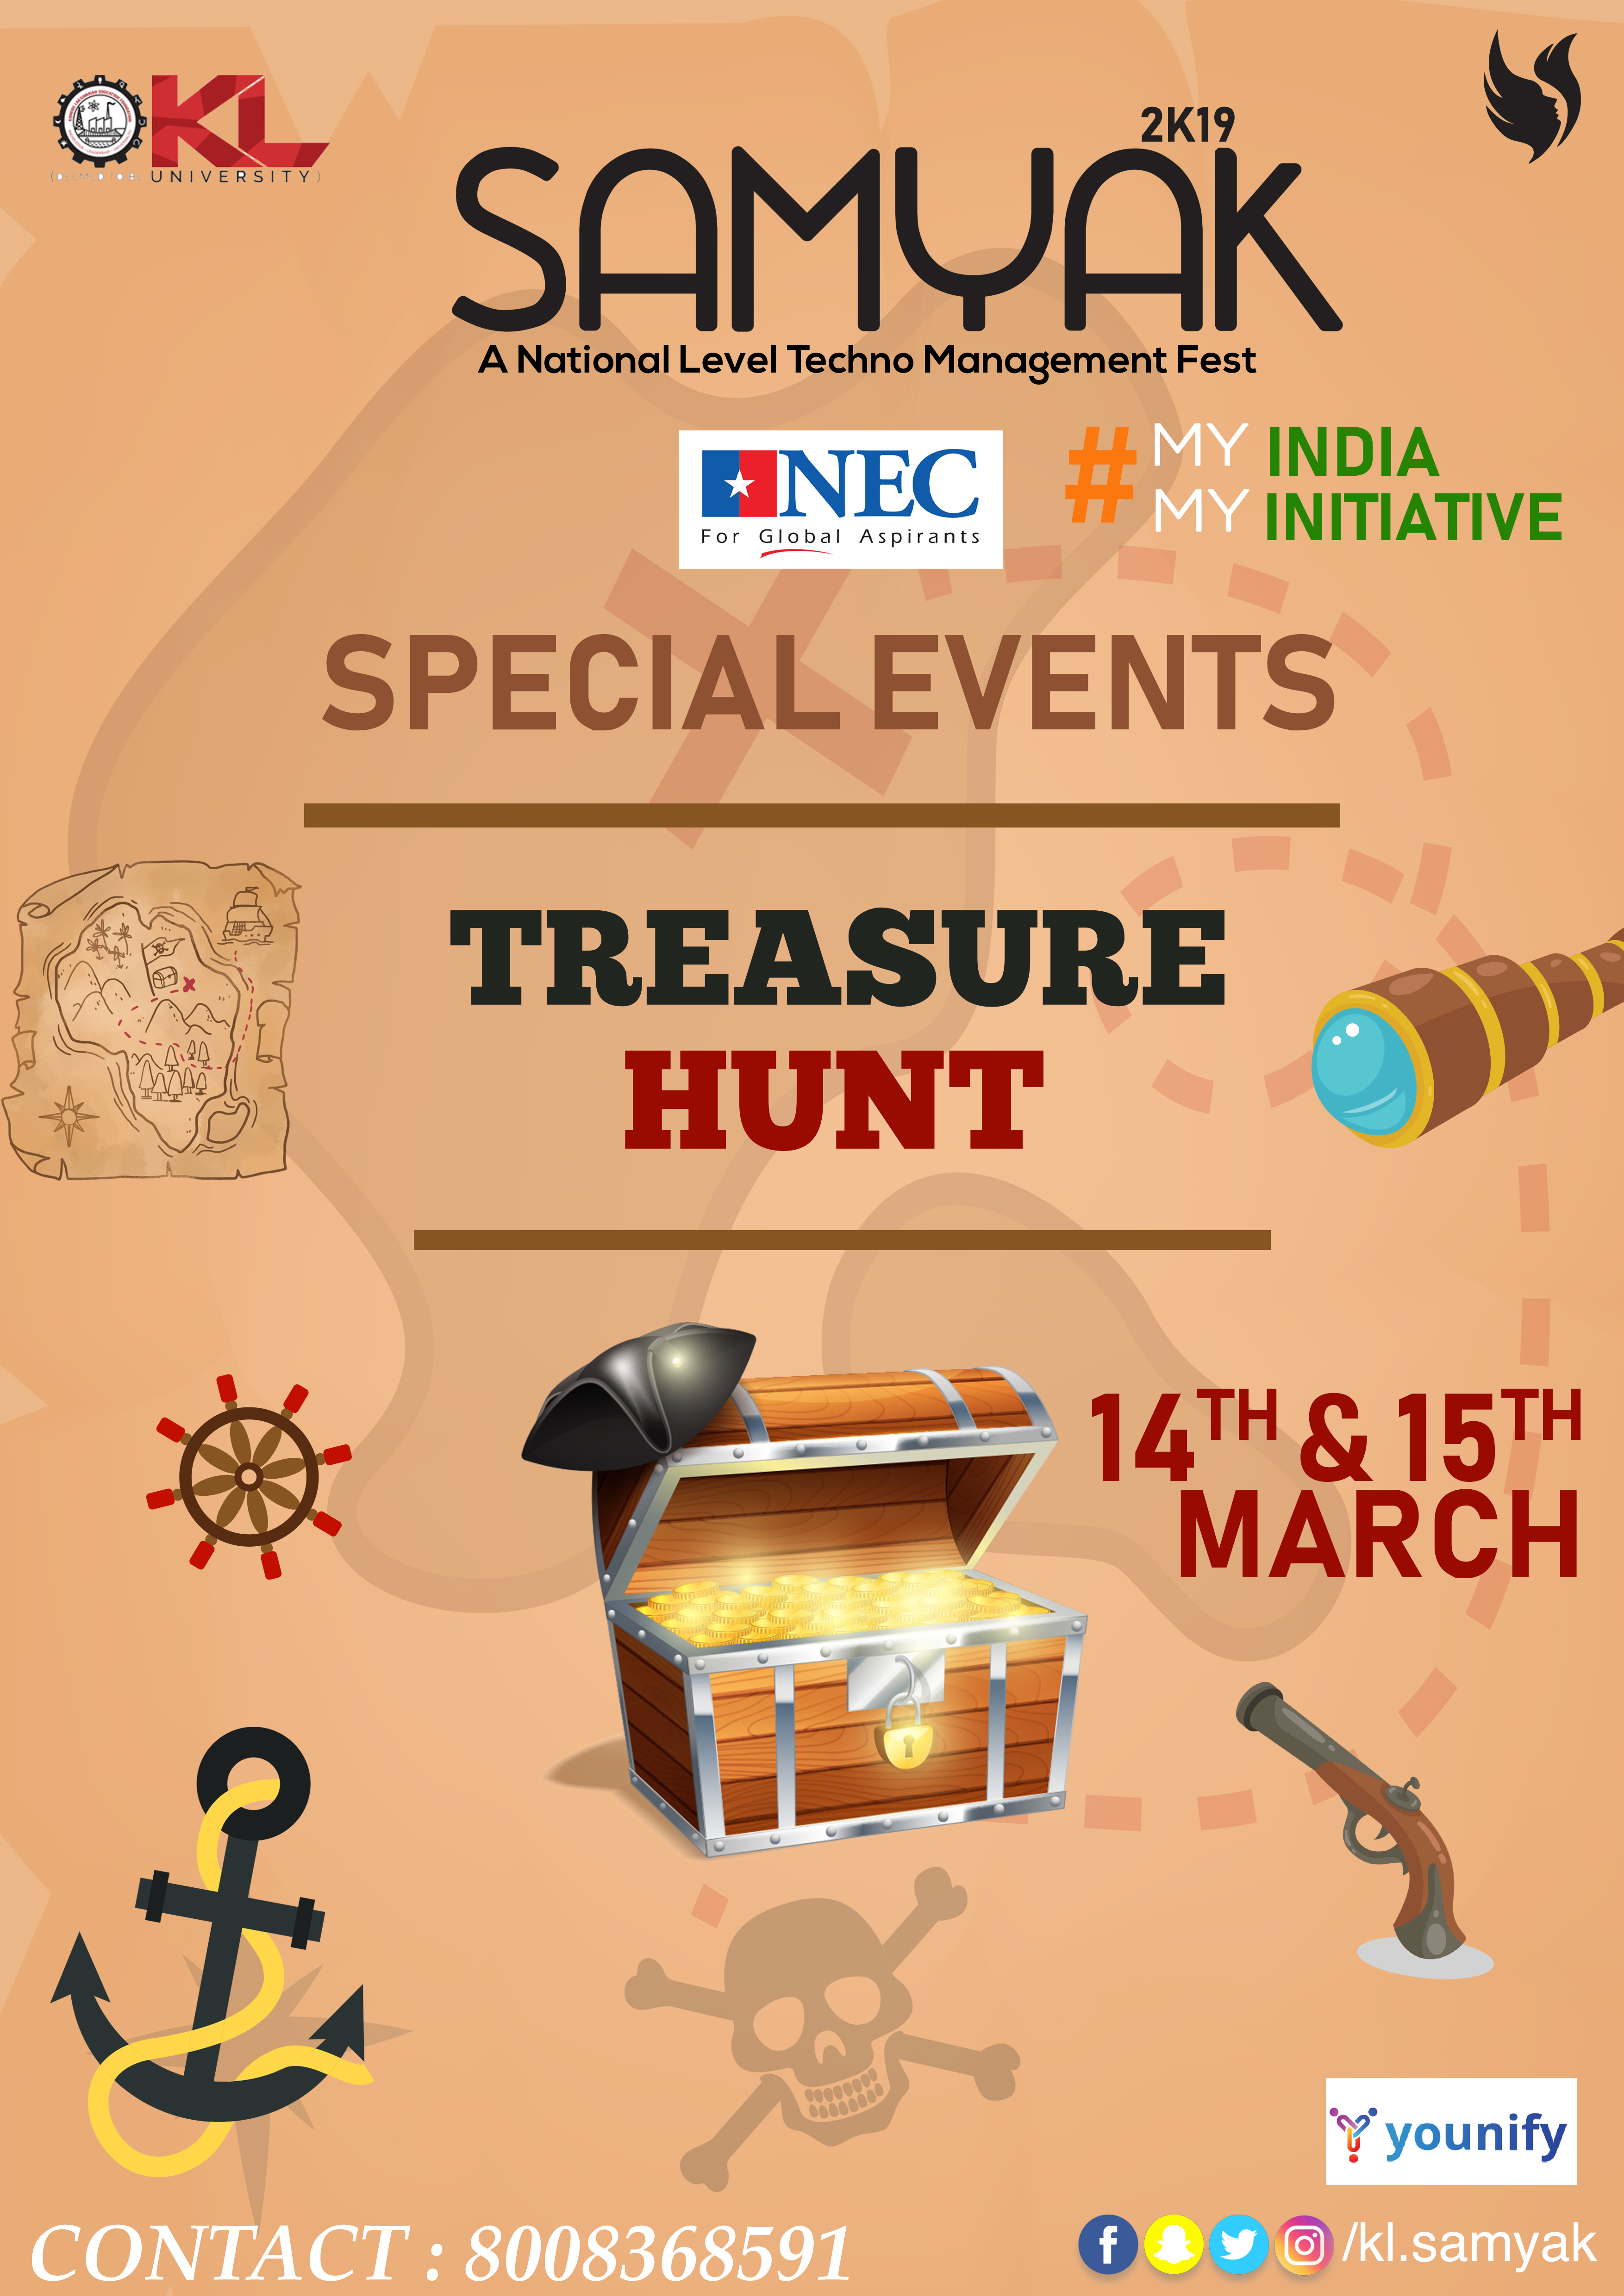 KL
UNIVERSITY)
2K19
SAMYAK
A National Level Techno Management Fest
NEC
For Global Aspirants
# MY INDIA
MY INITIATIVE
SPECIAL EVENTS
TREASURE
HUNT
14TH & 15TH
MARCH
younify
CONTACT : 8008368591
/kl.samyak